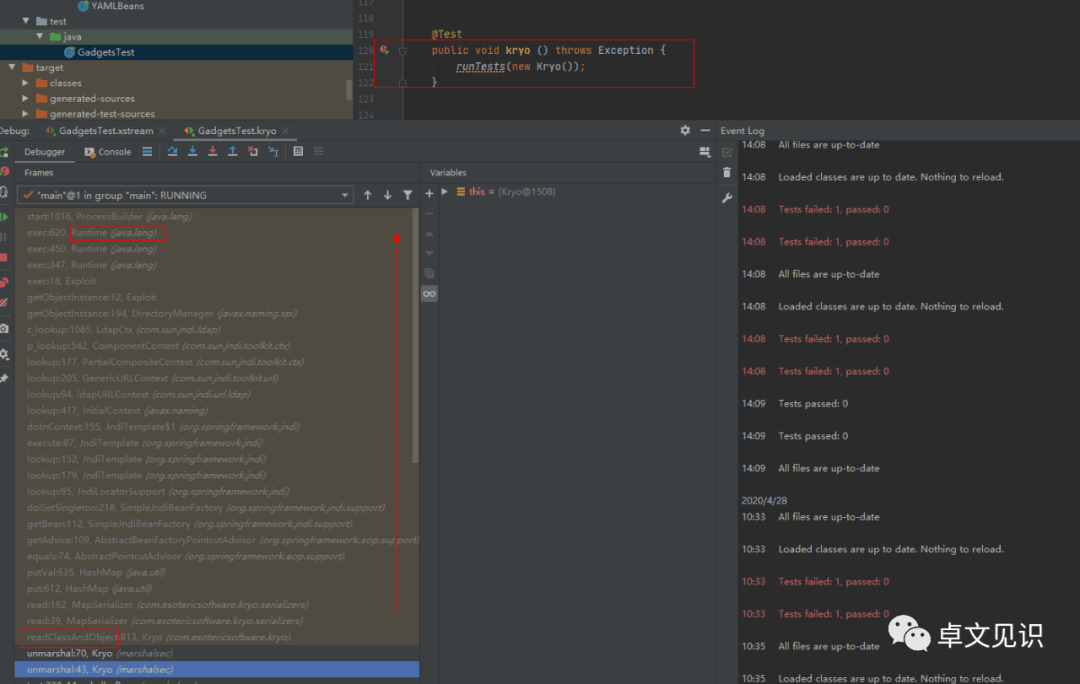 YAMLBeans
test
java
GadgetsTest
target
classes
generated-sources
generated-test-sources
117
118
119
120
121
122
123
124
@Test
public void kryo () throws Exception {
runTests(new Kryo());
}
Debug:
GadgetsTest.xstream
GadgetsTest.kryo
Debugger
Console
Frames
"main"@1 in group "main": RUNNING
start:1016, ProcessBuilder (java.lang)
exec:620, Runtime (java.lang)
exec:450, Runtime (java.lang)
exec:347, Runtime (java.lang)
exec:18, Exploit
getObjectInstance:12, Exploit
getObjectInstance:194, DirectoryManager (javax.naming.spi)
c_lookup:1085, LdapCtx (com.sun.jndi.ldap)
p_lookup:542, ComponentContext (com.sun.jndi.toolkit.ctx)
lookup:177, PartialCompositeContext (com.sun.jndi.toolkit.ctx)
lookup:205, GenericURLContext (com.sun.jndi.toolkit.url)
lookup:94, ldapURLContext (com.sun.jndi.url.ldap)
lookup:417, InitialContext (javax.naming)
doInContext:155, JndiTemplate$1 (org.springframework.jndi)
execute:87, JndiTemplate (org.springframework.jndi)
lookup:152, JndiTemplate (org.springframework.jndi)
lookup:179, JndiTemplate (org.springframework.jndi)
lookup:95, JndiLocatorSupport (org.springframework.jndi)
doGetSingleton:218, SimpleJndiBeanFactory (org.springframework.jndi.support)
getBean:112, SimpleJndiBeanFactory (org.springframework.jndi.support)
getAdvice:109, AbstractBeanFactoryPointcutAdvisor (org.springframework.aop.support)
equals:74, AbstractPointcutAdvisor (org.springframework.aop.support)
putVal:635, HashMap (java.util)
put:612, HashMap (java.util)
read:162, MapSerializer (com.esotericsoftware.kryo.serializers)
read:39, MapSerializer (com.esotericsoftware.kryo.serializers)
readClassAndObject:813, Kryo (com.esotericsoftware.kryo)
unmarshal:70, Kryo (marshalsec)
unmarshal:43, Kryo (marshalsec)
Variables
this = {Kryo@1508}
Event Log
14:08 All files are up-to-date
14:08 Loaded classes are up to date. Nothing to reload.
14:08 Tests failed: 1, passed: 0
14:08 Tests failed: 1, passed: 0
14:08 All files are up-to-date
14:08 Loaded classes are up to date. Nothing to reload.
14:08 Tests failed: 1, passed: 0
14:08 Tests failed: 1, passed: 0
14:09 Tests passed: 0
14:09 Tests passed: 0
14:09 All files are up-to-date
2020/4/28
10:33 All files are up-to-date
10:33 Loaded classes are up to date. Nothing to reload.
10:33 Tests failed: 1, passed: 0
10:33 Tests failed: 1, passed: 0
10:35 All files are up-to-date
10:35 Loaded classes are up to date. Nothing to reload.
卓文见识